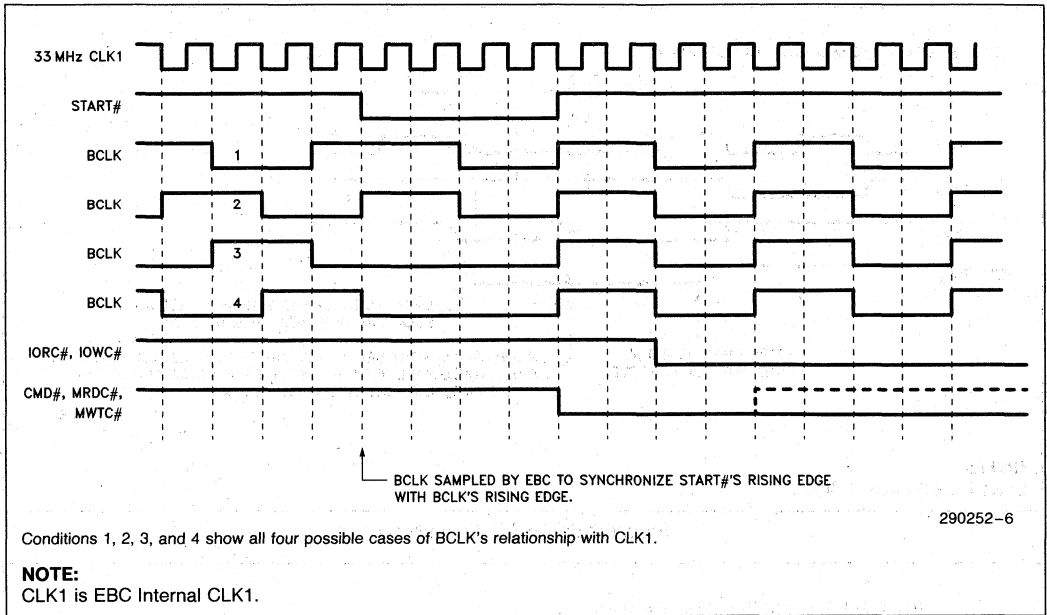 33 MHz CLK1
START#
BCLK 1
BCLK 2
BCLK 3
BCLK 4
IORC#, IOWC#
CMD#, MRDC#,
MWTC#
BCLK SAMPLED BY EBC TO SYNCHRONIZE START#'S RISING EDGE
WITH BCLK'S RISING EDGE.
290252-6
Conditions 1, 2, 3, and 4 show all four possible cases of BCLK's relationship with CLK1.
NOTE:
CLK1 is EBC Internal CLK1.